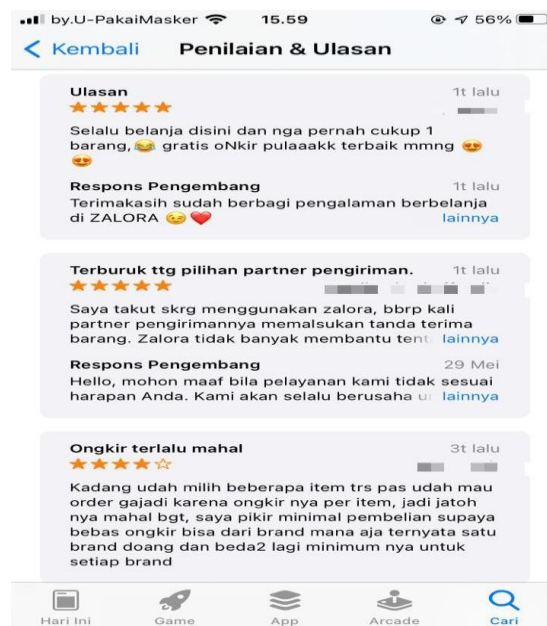 by.U-PakaiMasker 15.59 56%
Kembali Penilaian & Ulasan
Ulasan 1t lalu
Selalu belanja disini dan nga pernah cukup 1
barang,😂 gratis oNkir pulaaakk terbaik mmng 😍
😍
Respons Pengembang 1t lalu
Terimakasih sudah berbagi pengalaman berbelanja
di ZALORA 😉❤️ lainnya
Terburuk ttg pilihan partner pengiriman. 1t lalu
Saya takut skrg menggunakan zalora, bbrp kali
partner pengirimannya memalsukan tanda terima
barang. Zalora tidak banyak membantu tent lainnya
Respons Pengembang 29 Mei
Hello, mohon maaf bila pelayanan kami tidak sesuai
harapan Anda. Kami akan selalu berusaha u lainnya
Ongkir terlalu mahal 3t lalu
Kadang udah milih beberapa item trs pas udah mau
order gajadi karena ongkir nya per item, jadi jatoh
nya mahal bgt, saya pikir minimal pembelian supaya
bebas ongkir bisa dari brand mana aja ternyata satu
brand doang dan beda2 lagi minimum nya untuk
setiap brand
Hari Ini Game App Arcade Cari